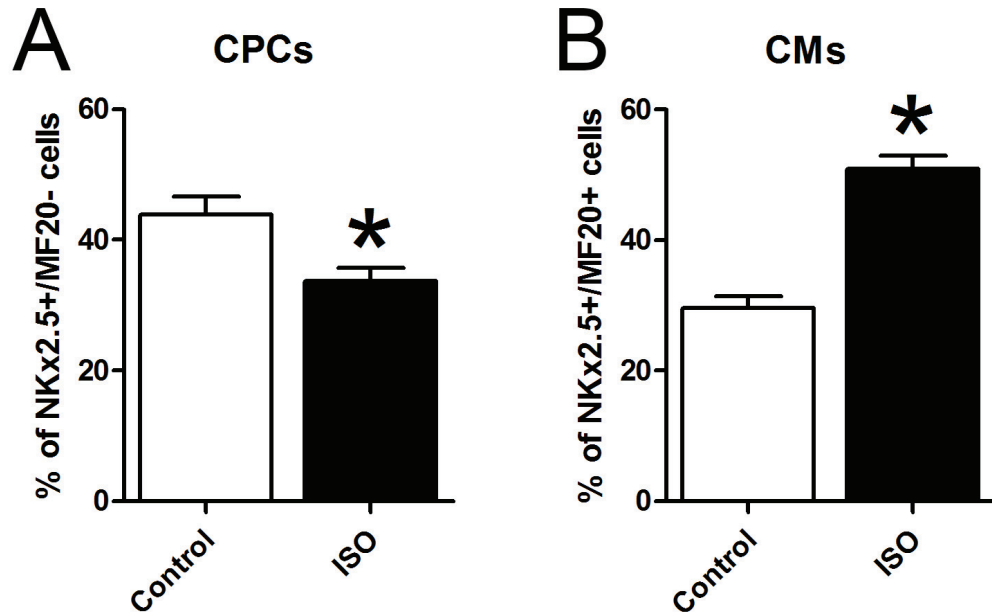 A
CPCs
% of NKx2.5+/MF20- cells
60
40
20
0
*
Control
ISO
B
CMs
% of NKx2.5+/MF20+ cells
60
40
20
0
*
Control
ISO